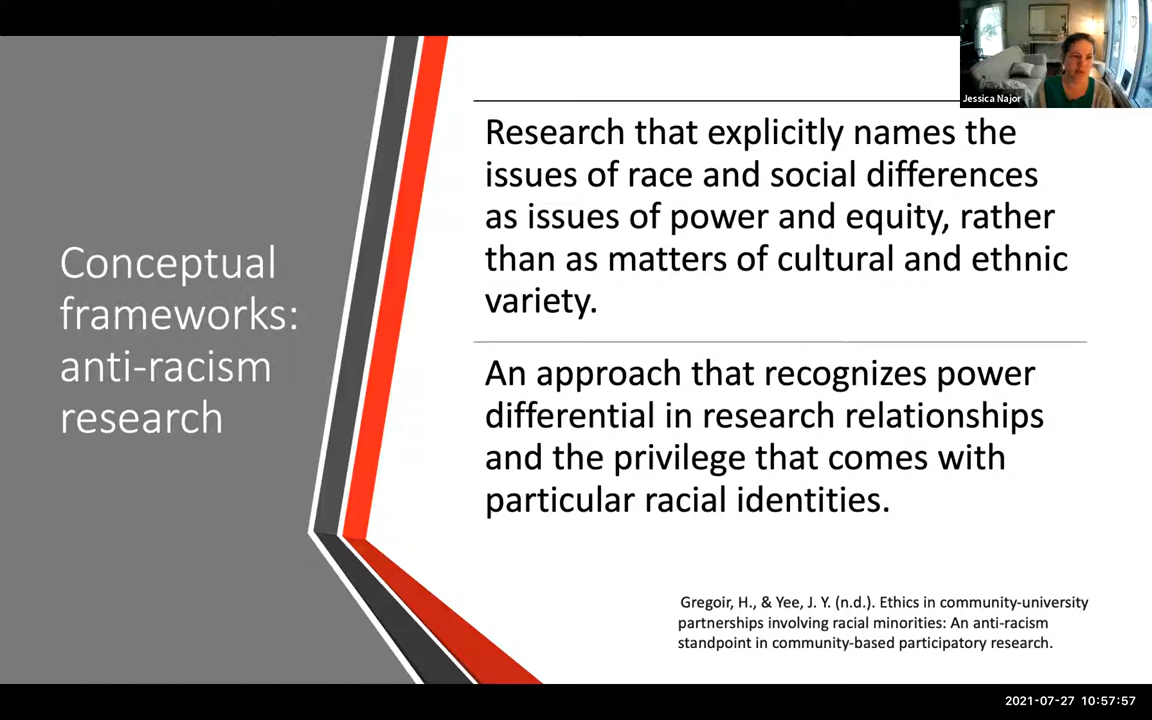 Jessica Najor
Conceptual
frameworks:
anti-racism
research
Research that explicitly names the
issues of race and social differences
as issues of power and equity, rather
than as matters of cultural and ethnic
variety.
An approach that recognizes power
differential in research relationships
and the privilege that comes with
particular racial identities.
Gregoir, H., & Yee, J. Y. (n.d.). Ethics in community-university
partnerships involving racial minorities: An anti-racism
standpoint in community-based participatory research.
2021-07-27 10:57:57